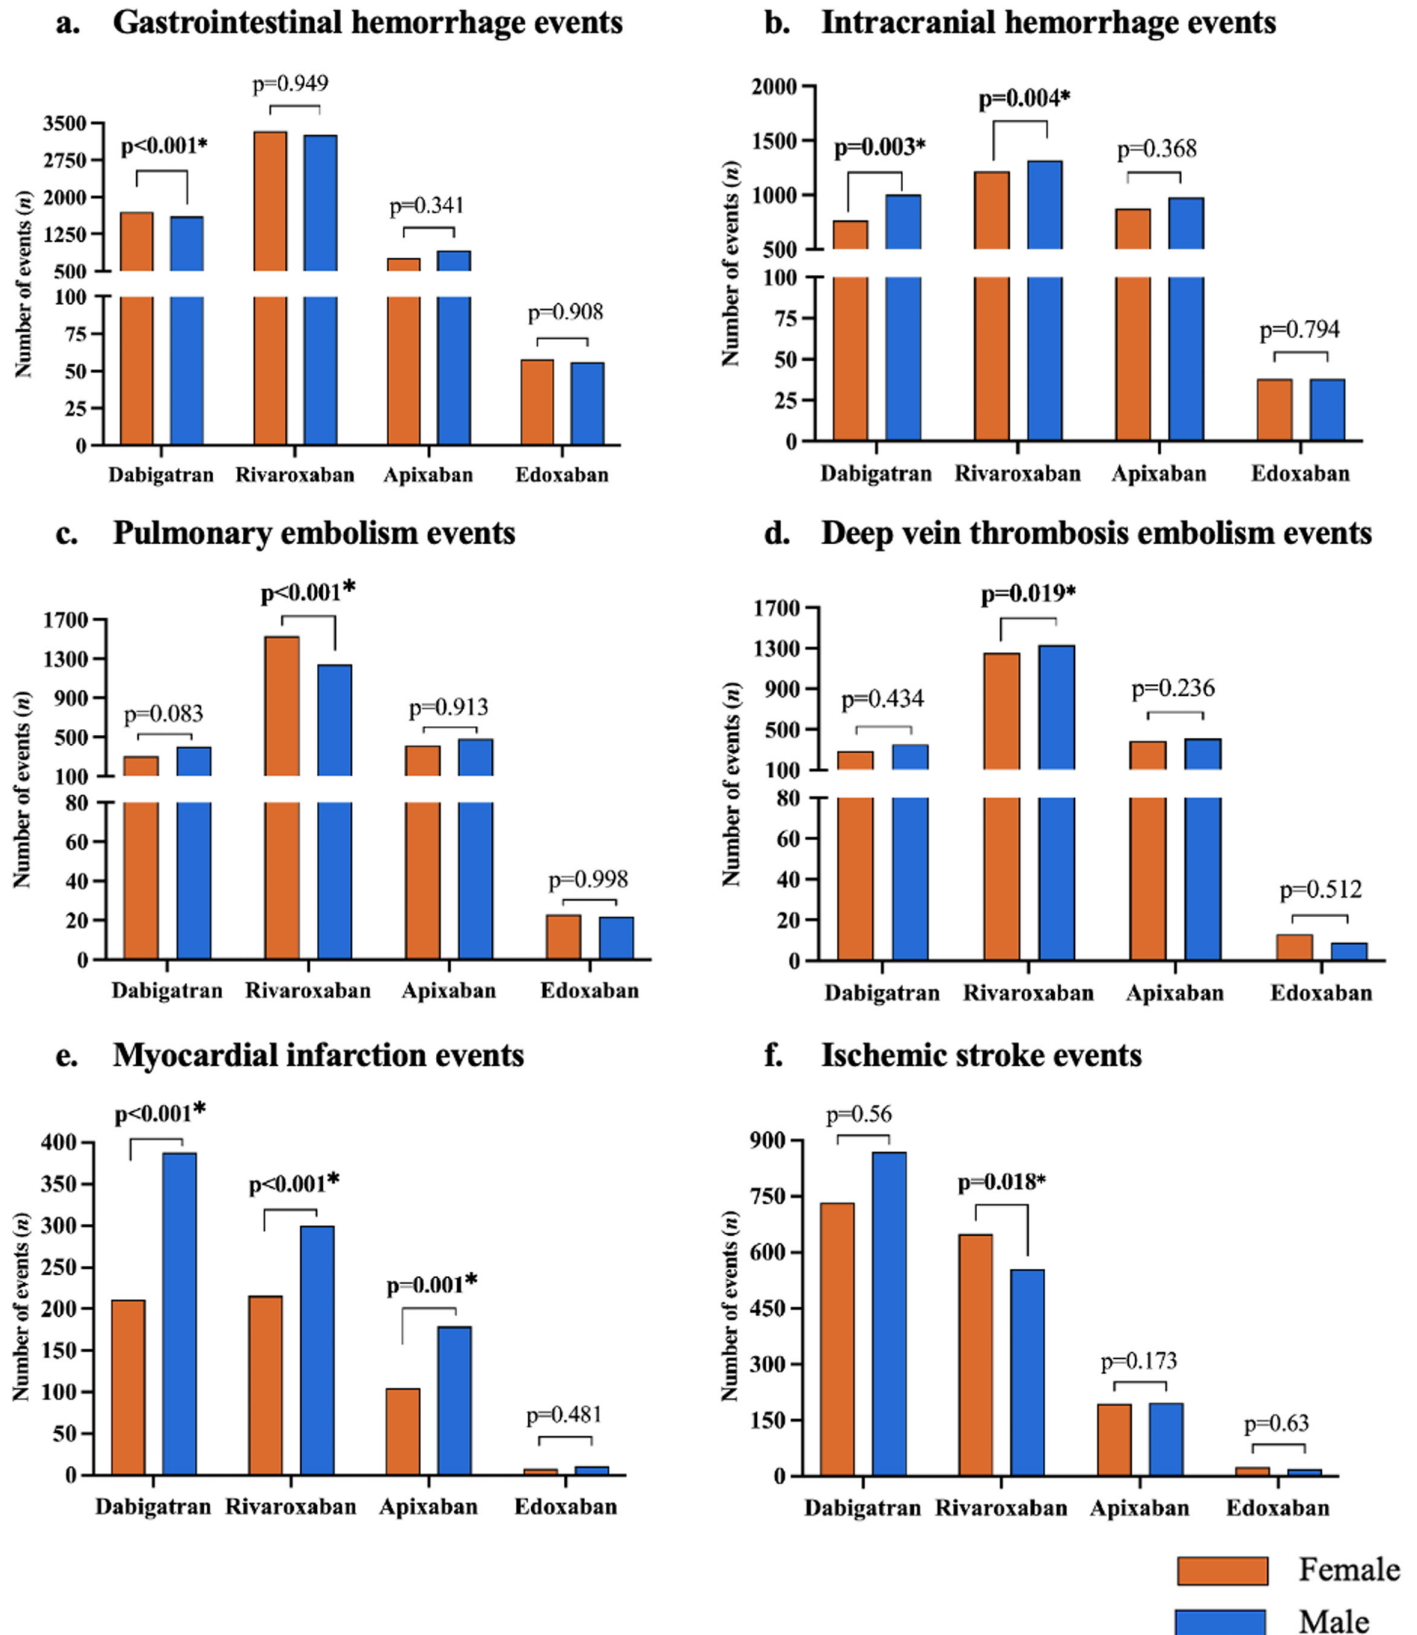 a. Gastrointestinal hemorrhage events
p=0.949
p<0.001*
p=0.341
p=0.908
3500
2750
2000
1250
500
100
75
50
25
0
Number of events (n)
Dabigatran Rivaroxaban Apixaban Edoxaban
b. Intracranial hemorrhage events
p=0.004*
p=0.003*
p=0.368
p=0.794
2000
1500
1000
500
100
75
50
25
0
Number of events (n)
Dabigatran Rivaroxaban Apixaban Edoxaban
c. Pulmonary embolism events
p<0.001*
p=0.083
p=0.913
p=0.998
1700
1300
900
500
100
80
60
40
20
0
Number of events (n)
Dabigatran Rivaroxaban Apixaban Edoxaban
d. Deep vein thrombosis embolism events
p=0.019*
p=0.434
p=0.236
p=0.512
1700
1300
900
500
100
80
60
40
20
0
Number of events (n)
Dabigatran Rivaroxaban Apixaban Edoxaban
e. Myocardial infarction events
p<0.001*
p<0.001*
p=0.001*
p=0.481
400
350
300
250
200
150
100
50
0
Number of events (n)
Dabigatran Rivaroxaban Apixaban Edoxaban
f. Ischemic stroke events
p=0.56
p=0.018*
p=0.173
p=0.63
900
750
600
450
300
150
0
Number of events (n)
Dabigatran Rivaroxaban Apixaban Edoxaban
Female
Male